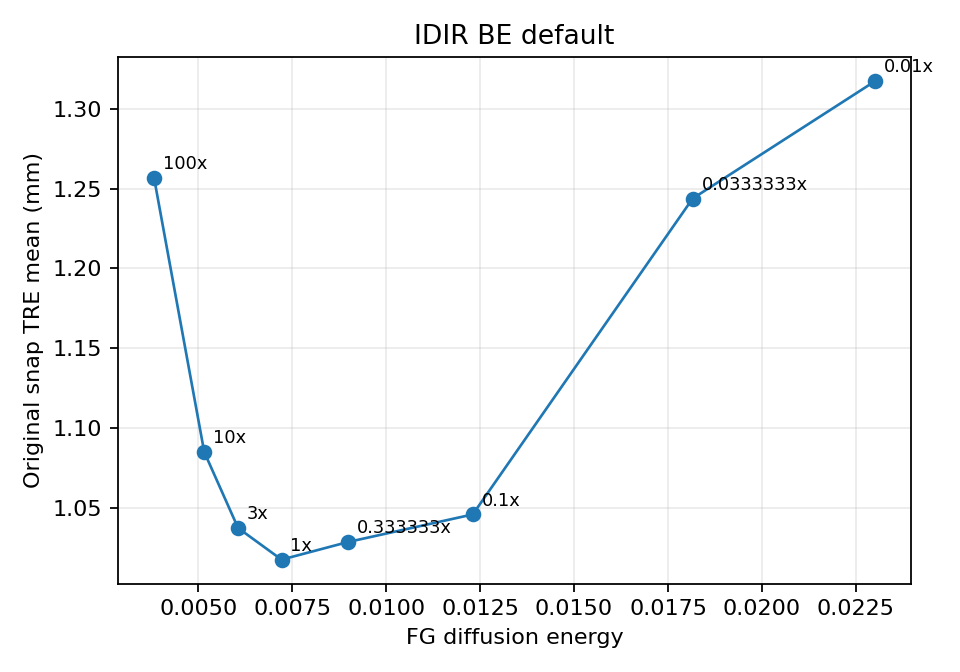 IDIR BE default
Original snap TRE mean (mm)
1.30
1.25
1.20
1.15
1.10
1.05
0.01x
100x
0.0333333x
10x
3x
0.1x
0.333333x
1x
0.0050 0.0075 0.0100 0.0125 0.0150 0.0175 0.0200 0.0225
FG diffusion energy